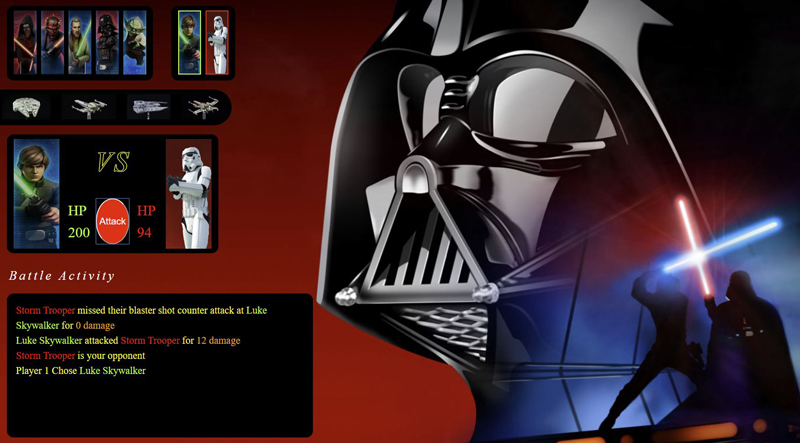 VS
HP
200
Attack
HP
94
Battle Activity
Storm Trooper missed their blaster shot counter attack at Luke
Skywalker for 0 damage
Luke Skywalker attacked Storm Trooper for 12 damage
Storm Trooper is your opponent
Player 1 Chose Luke Skywalker